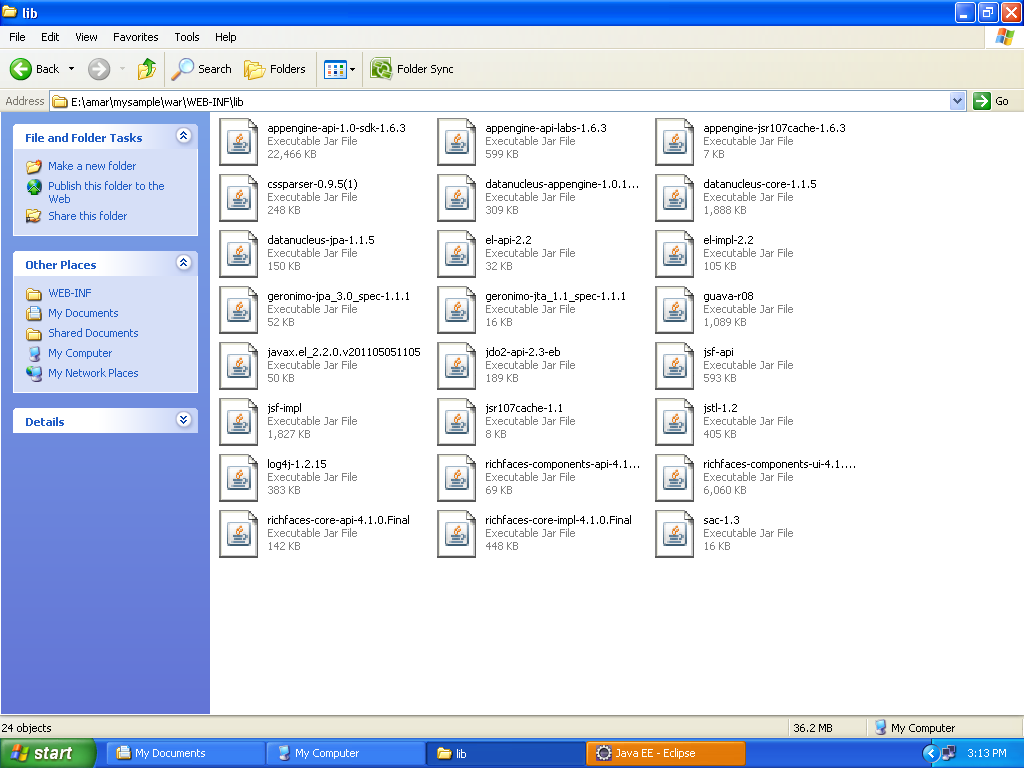 lib
File Edit View Favorites Tools Help
Back Search Folders Folder Sync
Address E:\amar\mysample\war\WEB-INF\lib Go
File and Folder Tasks
Make a new folder
Publish this folder to the
Web
Share this folder
Other Places
WEB-INF
My Documents
Shared Documents
My Computer
My Network Places
Details
appengine-api-1.0-sdk-1.6.3
Executable Jar File
22,466 KB
appengine-api-labs-1.6.3
Executable Jar File
599 KB
appengine-jsr107cache-1.6.3
Executable Jar File
7 KB
cssparser-0.9.5(1)
Executable Jar File
248 KB
datanucleus-appengine-1.0.1...
Executable Jar File
309 KB
datanucleus-core-1.1.5
Executable Jar File
1,888 KB
datanucleus-jpa-1.1.5
Executable Jar File
150 KB
el-api-2.2
Executable Jar File
32 KB
el-impl-2.2
Executable Jar File
105 KB
geronimo-jpa_3.0_spec-1.1.1
Executable Jar File
52 KB
geronimo-jta_1.1_spec-1.1.1
Executable Jar File
16 KB
guava-r08
Executable Jar File
1,089 KB
javax.el_2.2.0.v201105051105
Executable Jar File
50 KB
jdo2-api-2.3-eb
Executable Jar File
189 KB
jsf-api
Executable Jar File
593 KB
jsf-impl
Executable Jar File
1,827 KB
jsr107cache-1.1
Executable Jar File
8 KB
jstl-1.2
Executable Jar File
405 KB
log4j-1.2.15
Executable Jar File
383 KB
richfaces-components-api-4.1...
Executable Jar File
69 KB
richfaces-components-ui-4.1....
Executable Jar File
6,060 KB
richfaces-core-api-4.1.0.Final
Executable Jar File
142 KB
richfaces-core-impl-4.1.0.Final
Executable Jar File
448 KB
sac-1.3
Executable Jar File
16 KB
24 objects 36.2 MB My Computer
start My Documents My Computer lib Java EE - Eclipse 3:13 PM